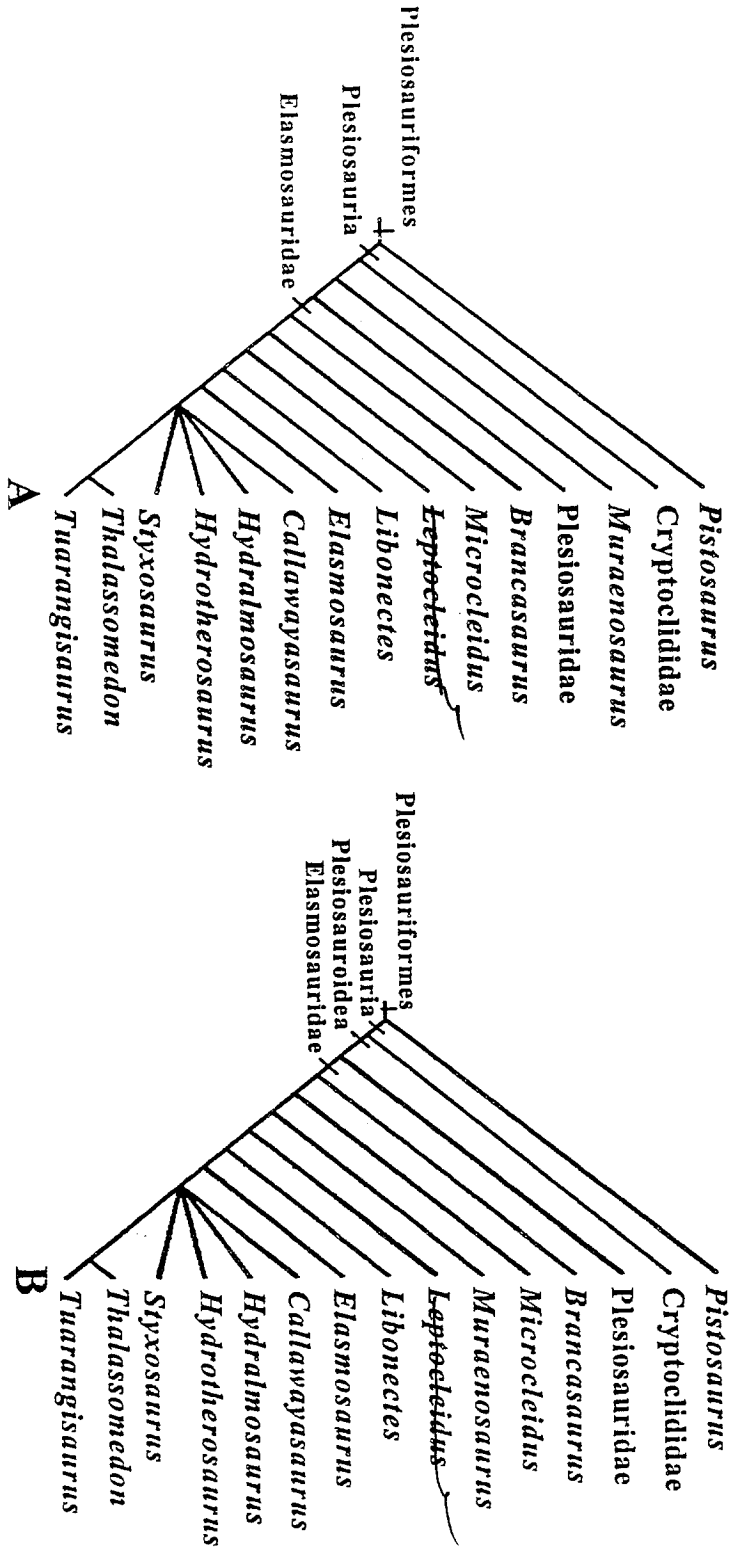 Pistosaurus
Cryptoclididae
Muraenosaurus
Plesiosauridae
Brancasaurus
Microcleidus
Leptocleidus
Libonectes
Elasmosaurus
Callawayasaurus
Hydralmosaurus
Hydrotherosaurus
Styxosaurus
Thalassomedon
Tuarangisaurus
Plesiosauriformes
Plesiosauria
Elasmosauridae
A
Pistosaurus
Cryptoclididae
Plesiosauridae
Brancasaurus
Microcleidus
Muraenosaurus
Leptocleidus
Libonectes
Elasmosaurus
Callawayasaurus
Hydralmosaurus
Hydrotherosaurus
Styxosaurus
Thalassomedon
Tuarangisaurus
Plesiosauriformes
Plesiosauria
Plesiosauroidea
Elasmosauridae
B